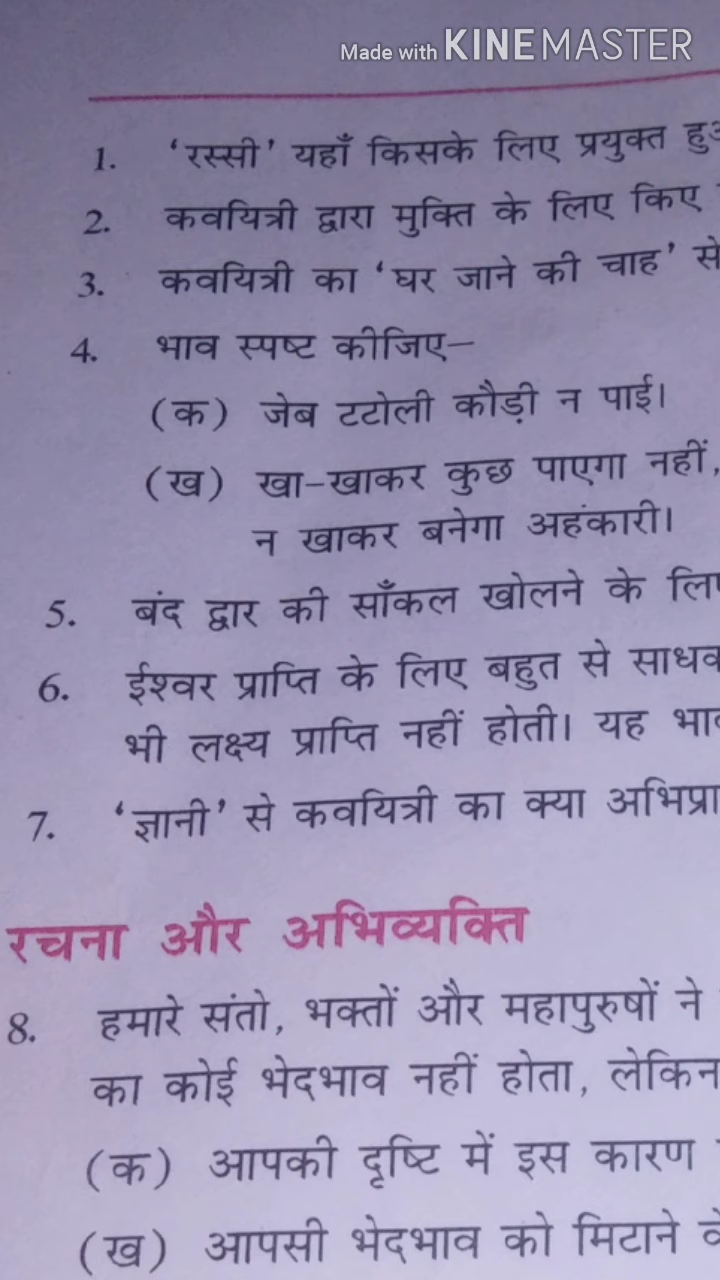 Made with KINEMASTER
1. ‘रस्सी’ यहाँ किसके लिए प्रयुक्त
2. कवयित्री द्वारा मुक्ति के लिए किए
3. कवयित्री का ‘घर जाने की चाह’ से
4. भाव स्पष्ट कीजिए–
(क) जेब टटोली कौड़ी न पाई।
(ख) खा-खाकर कुछ पाएगा नहीं,
न खाकर बनेगा अहंकारी।
5. बंद द्वार की साँकल खोलने के
6. ईश्वर प्राप्ति के लिए बहुत से
भी लक्ष्य प्राप्ति नहीं होती। यह
7. ‘ज्ञानी’ से कवयित्री का क्या
रचना और अभिव्यक्ति
8. हमारे संतो, भक्तों और महापुरुषों ने
का कोई भेदभाव नहीं होता, लेकिन
(क) आपकी दृष्टि में इस कारण
(ख) आपसी भेदभाव को मिटाने